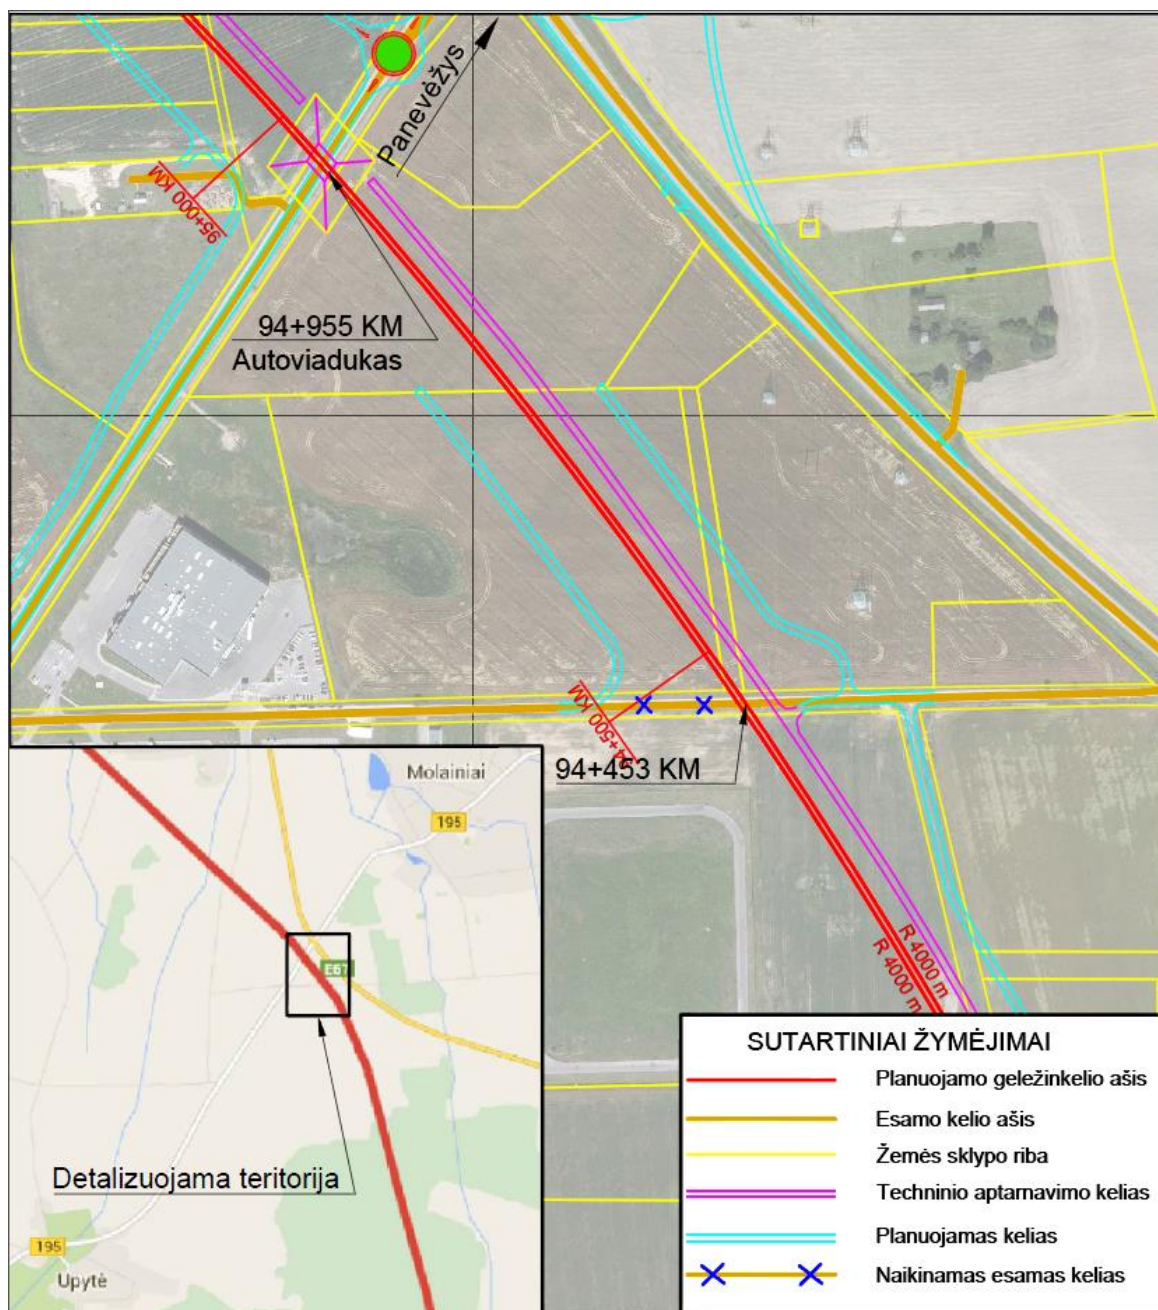 Panevėžys
95+000 KM
94+955 KM
Autoviadukas
94+500 KM
94+453 KM
R 4000 m
R 4000 m
Molainiai
195
E67
Detalizuojama teritorija
195
Upytė
SUTARTINIAI ŽYMĖJIMAI
Planuojamo geležinkelio ašis
Esamo kelio ašis
Žemės sklypo riba
Techninio aptarnavimo kelias
Planuojamas kelias
Naikinamas esamas kelias